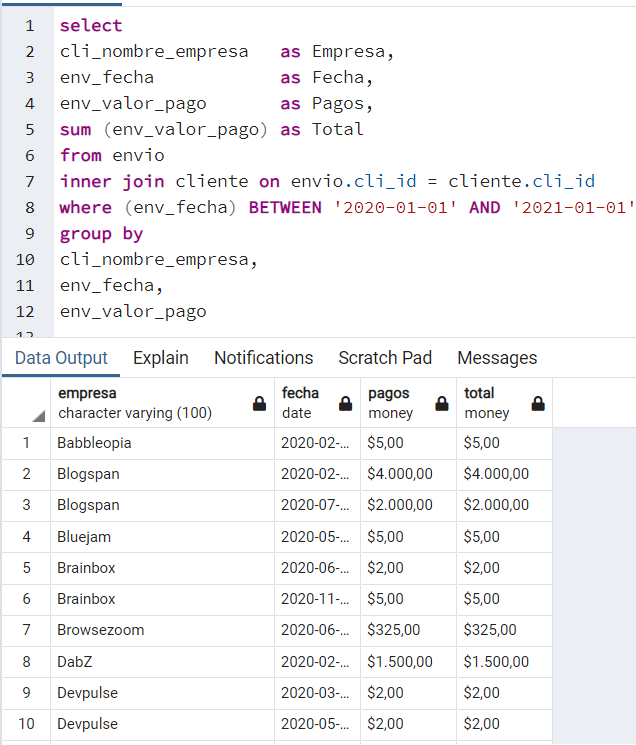 1 select
2 cli_nombre_empresa as Empresa,
3 env_fecha as Fecha,
4 env_valor_pago as Pagos,
5 sum (env_valor_pago) as Total
6 from envio
7 inner join cliente on envio.cli_id = cliente.cli_id
8 where (env_fecha) BETWEEN '2020-01-01' AND '2021-01-01'
9 group by
10 cli_nombre_empresa,
11 env_fecha,
12 env_valor_pago
Data Output Explain Notifications Scratch Pad Messages
empresa fecha pagos total
character varying (100) date money money
1 Babbleopia 2020-02-... $5,00 $5,00
2 Blogspan 2020-02-... $4.000,00 $4.000,00
3 Blogspan 2020-07-... $2.000,00 $2.000,00
4 Bluejam 2020-05-... $5,00 $5,00
5 Brainbox 2020-06-... $2,00 $2,00
6 Brainbox 2020-11-... $5,00 $5,00
7 Browsezoom 2020-06-... $325,00 $325,00
8 DabZ 2020-02-... $1.500,00 $1.500,00
9 Devpulse 2020-03-... $2,00 $2,00
10 Devpulse 2020-05-... $2,00 $2,00